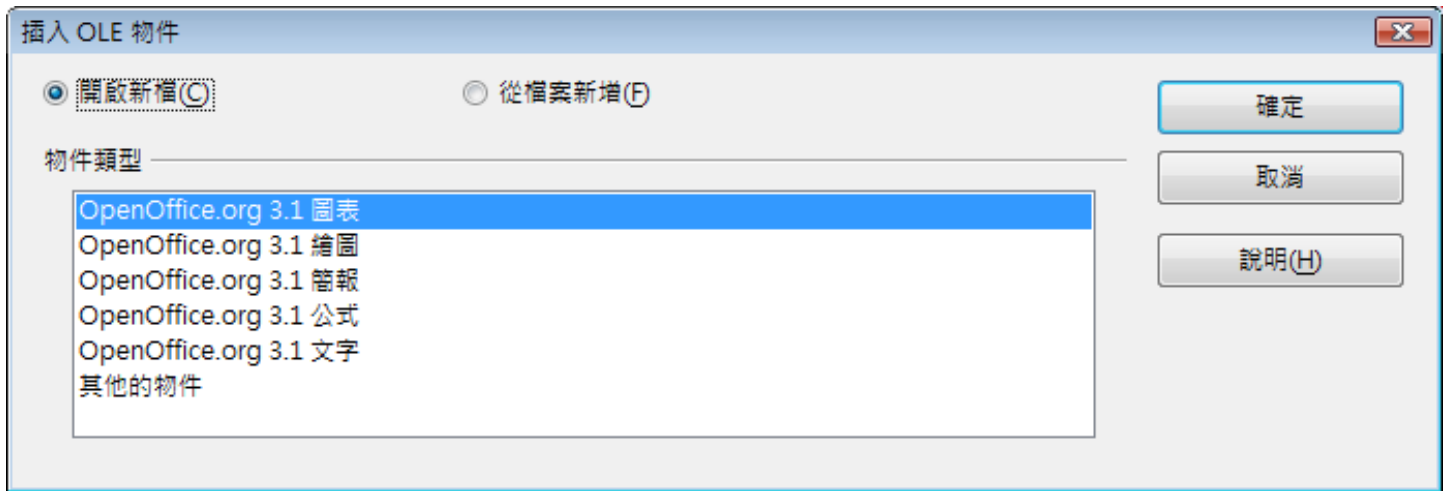 插入 OLE 物件
開啟新檔(C) 從檔案新增(F)
確定
物件類型
取消
OpenOffice.org 3.1 圖表
OpenOffice.org 3.1 繪圖
說明(H)
OpenOffice.org 3.1 簡報
OpenOffice.org 3.1 公式
OpenOffice.org 3.1 文字
其他的物件